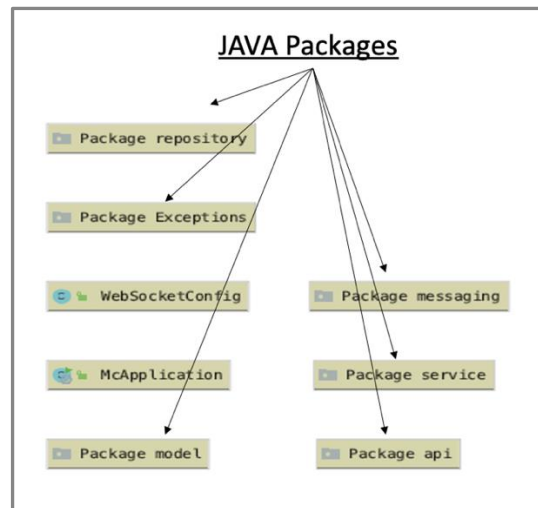 JAVA Packages
Package repository
Package Exceptions
WebSocketConfig
Package messaging
McApplication
Package service
Package model
Package api